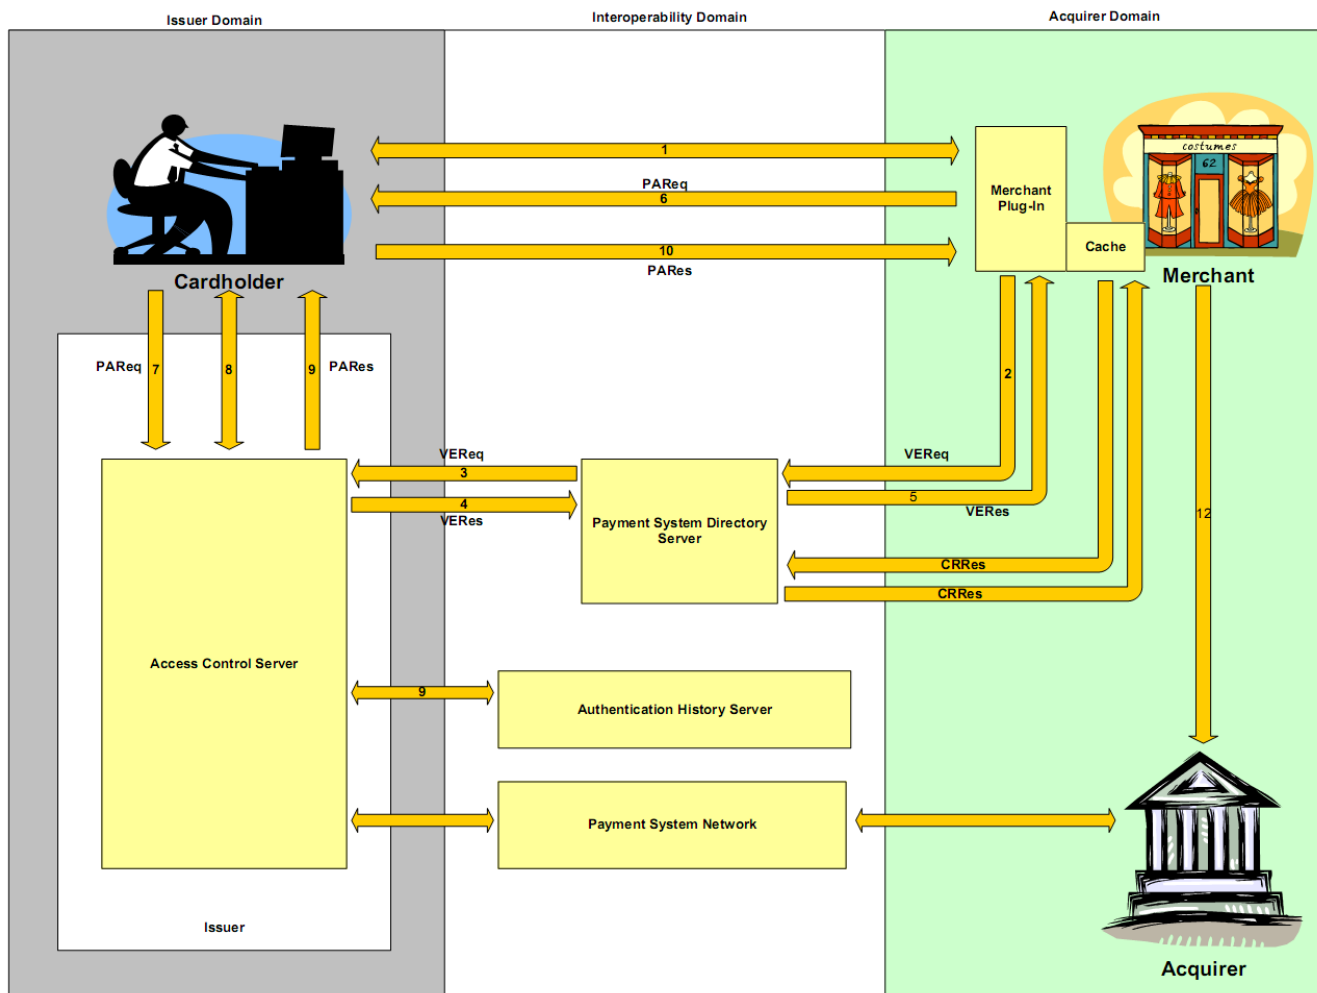 Issuer Domain
Interoperability Domain
Acquirer Domain
costumes
62
1
PAReq
6
10
PARes
Merchant
Plug-In
Cache
Cardholder
Merchant
PAReq
7
8
9
PARes
2
VEReq
3
4
VERes
Payment System Directory
Server
VEReq
5
VERes
CRRes
CRRes
12
Access Control Server
9
Authentication History Server
Payment System Network
Issuer
Acquirer